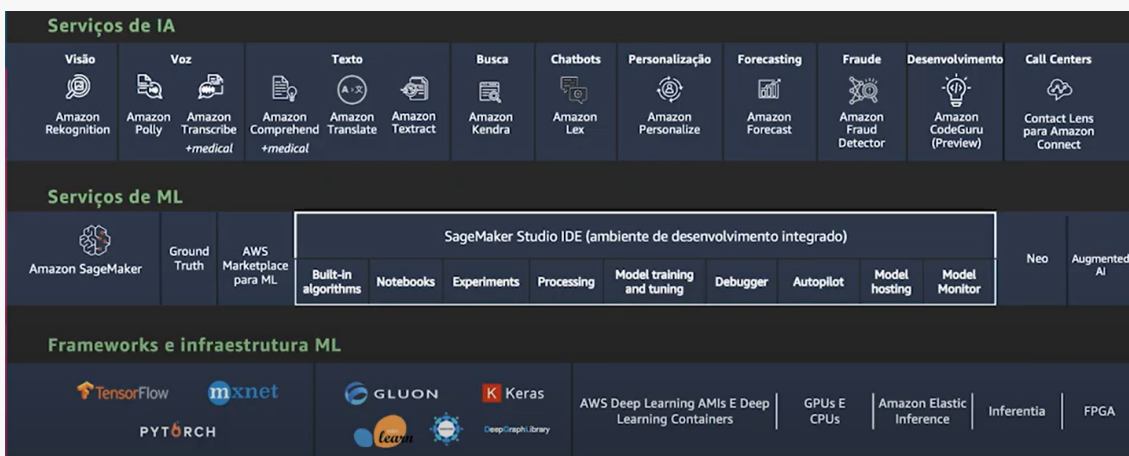 Serviços de IA
Visão
Amazon
Rekognition
Voz
Amazon
Polly
Amazon
Transcribe
+medical
Texto
Amazon
Comprehend
+medical
Amazon
Translate
Amazon
Textract
Busca
Amazon
Kendra
Chatbots
Amazon
Lex
Personalização
Amazon
Personalize
Forecasting
Amazon
Forecast
Fraude
Amazon
Fraud
Detector
Desenvolvimento
Amazon
CodeGuru
(Preview)
Call Centers
Contact Lens
para Amazon
Connect
Serviços de ML
Amazon SageMaker
Ground
Truth
AWS
Marketplace
para ML
SageMaker Studio IDE (ambiente de desenvolvimento integrado)
Built-in
algorithms
Notebooks
Experiments
Processing
Model training
and tuning
Debugger
Autopilot
Model
hosting
Model
Monitor
Neo
Augmented
AI
Frameworks e infraestrutura ML
TensorFlow
mxnet
PYTORCH
GLUON
K Keras
learn
DeepGraphLibrary
AWS Deep Learning AMIs E Deep
Learning Containers
GPUs E
CPUs
Amazon Elastic
Inference
Inferentia
FPGA